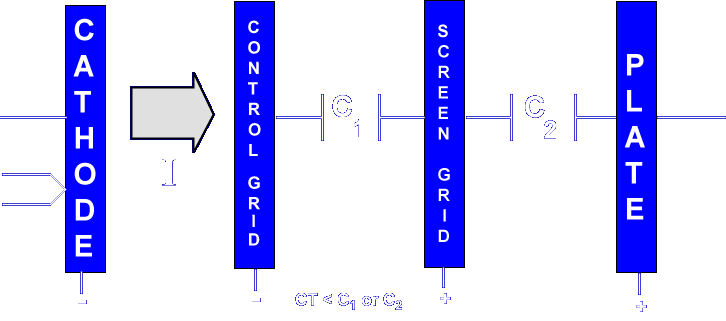 CATHODE
I
CONTROL GRID
C1
SCREEN GRID
C2
PLATE
-
-
CT < C1 or C2
+
+